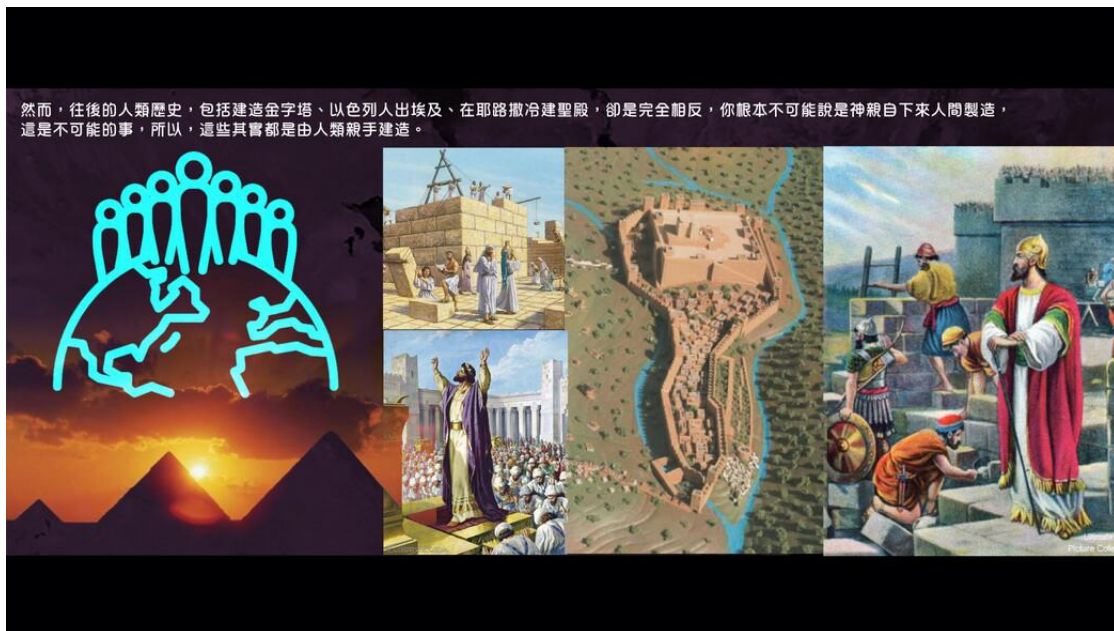 然而，往後的人類歷史，包括建造金字塔、以色列人出埃及、在耶路撒冷建聖殿，卻是完全相反，你根本不可能說是神親自下來人間製造，
這是不可能的事，所以，這些其實都是由人類親手建造。
Picture Colle